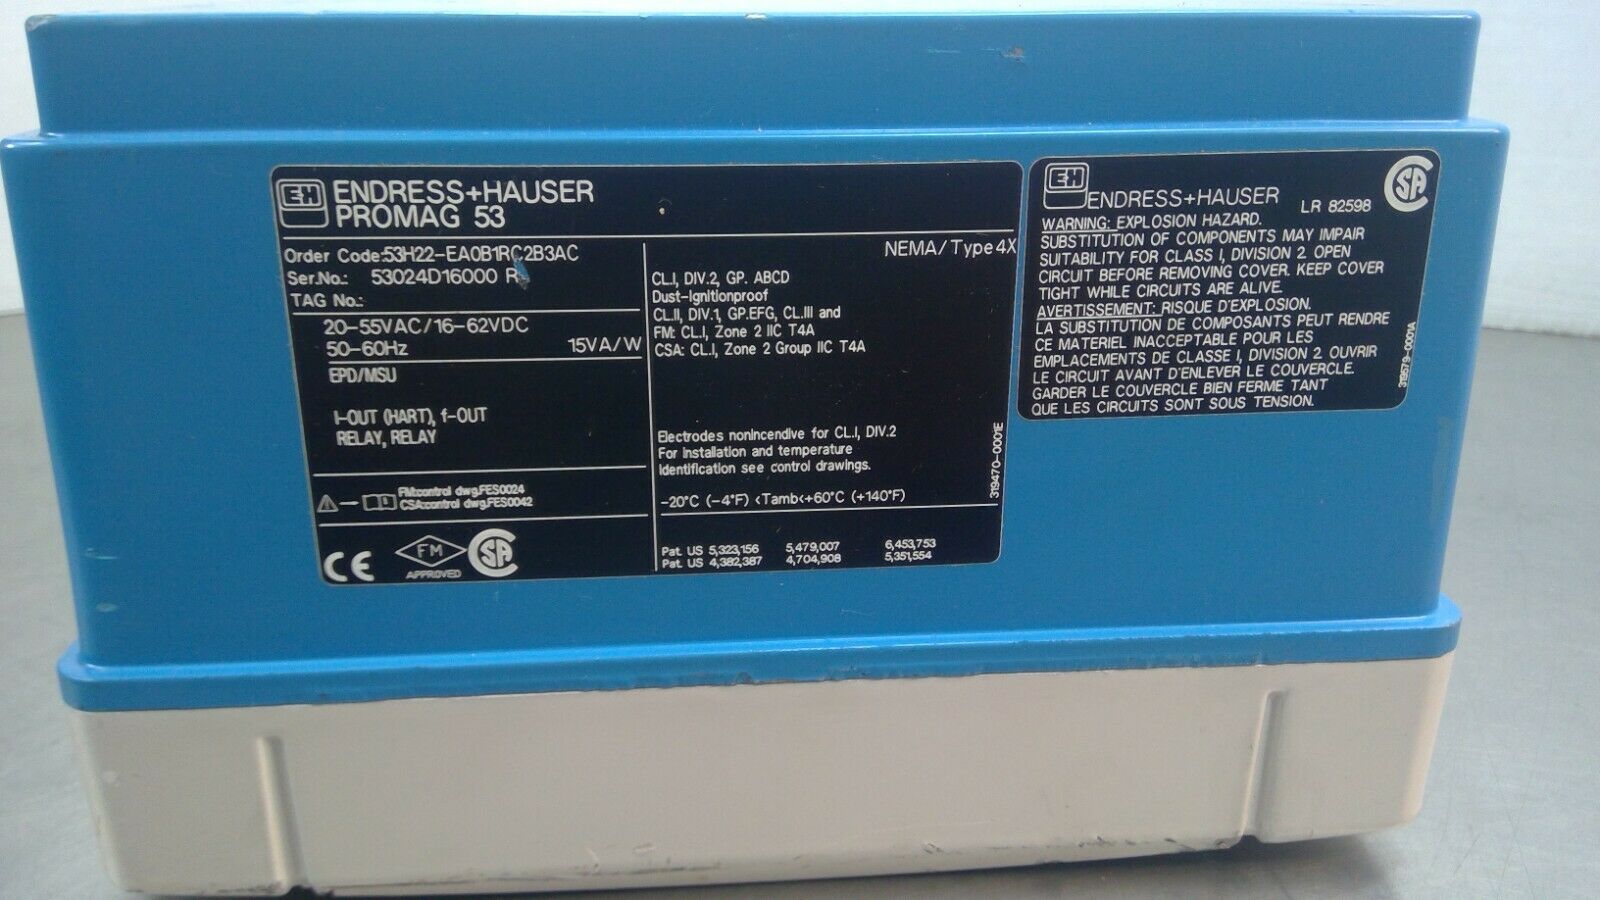 EH ENDRESS+HAUSER
PROMAG 53
Order Code: 53H22-EA0B1RC2B3AC
Ser.No.: 53024D16000 R
TAG No.:
20-55VAC/16-62VDC
50-60Hz 15VA/W
EPD/MSU
I-OUT (HART), f-OUT
RELAY, RELAY
FM:control dwg.FES0024
CSA:control dwg.FES0042
CE FM APPROVED SA
NEMA/Type 4X
CL.I, DIV.2, GP. ABCD
Dust-Ignitionproof
CL.II, DIV.1, GP.EFG, CL.III and
FM: CL.I, Zone 2 IIC T4A
CSA: CL.I, Zone 2 Group IIC T4A
Electrodes nonincendive for CL.I, DIV.2
For Installation and temperature
identification see control drawings.
-20°C (-4°F) <Tamb<+60°C (+140°F)
Pat. US 5,323,156 5,479,007 6,453,753
Pat. US 4,382,387 4,704,908 5,351,554
319470-0001E
EH ENDRESS+HAUSER LR 82598 SA
WARNING: EXPLOSION HAZARD.
SUBSTITUTION OF COMPONENTS MAY IMPAIR
SUITABILITY FOR CLASS I, DIVISION 2. OPEN
CIRCUIT BEFORE REMOVING COVER. KEEP COVER
TIGHT WHILE CIRCUITS ARE ALIVE.
AVERTISSEMENT: RISQUE D'EXPLOSION.
LA SUBSTITUTION DE COMPOSANTS PEUT RENDRE
CE MATERIEL INACCEPTABLE POUR LES
EMPLACEMENTS DE CLASSE I, DIVISION 2. OUVRIR
LE CIRCUIT AVANT D'ENLEVER LE COUVERCLE.
GARDER LE COUVERCLE BIEN FERME TANT
QUE LES CIRCUITS SONT SOUS TENSION.
319579-0001A